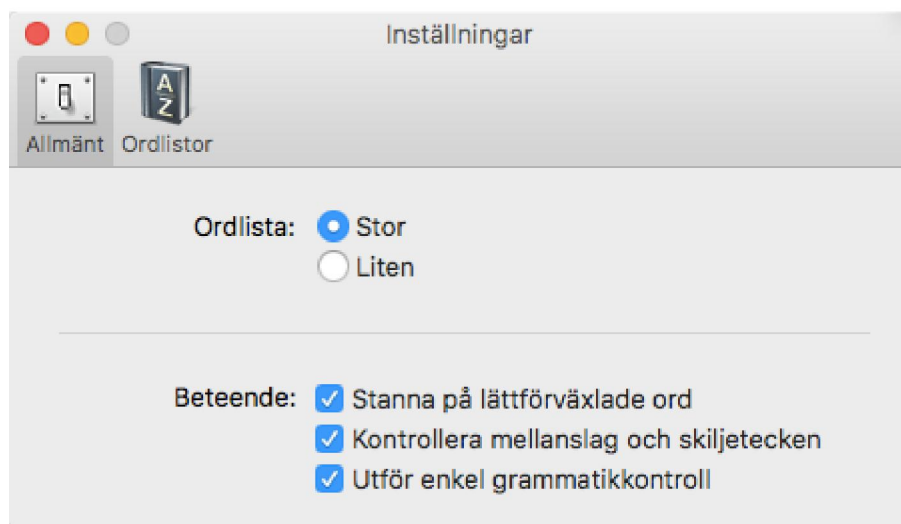 Inställningar
A
Z
Allmänt Ordlistor
Ordlista: Stor
Liten
Beteende: Stanna på lättförväxlade ord
Kontrollera mellanslag och skiljetecken
Utför enkel grammatikkontroll